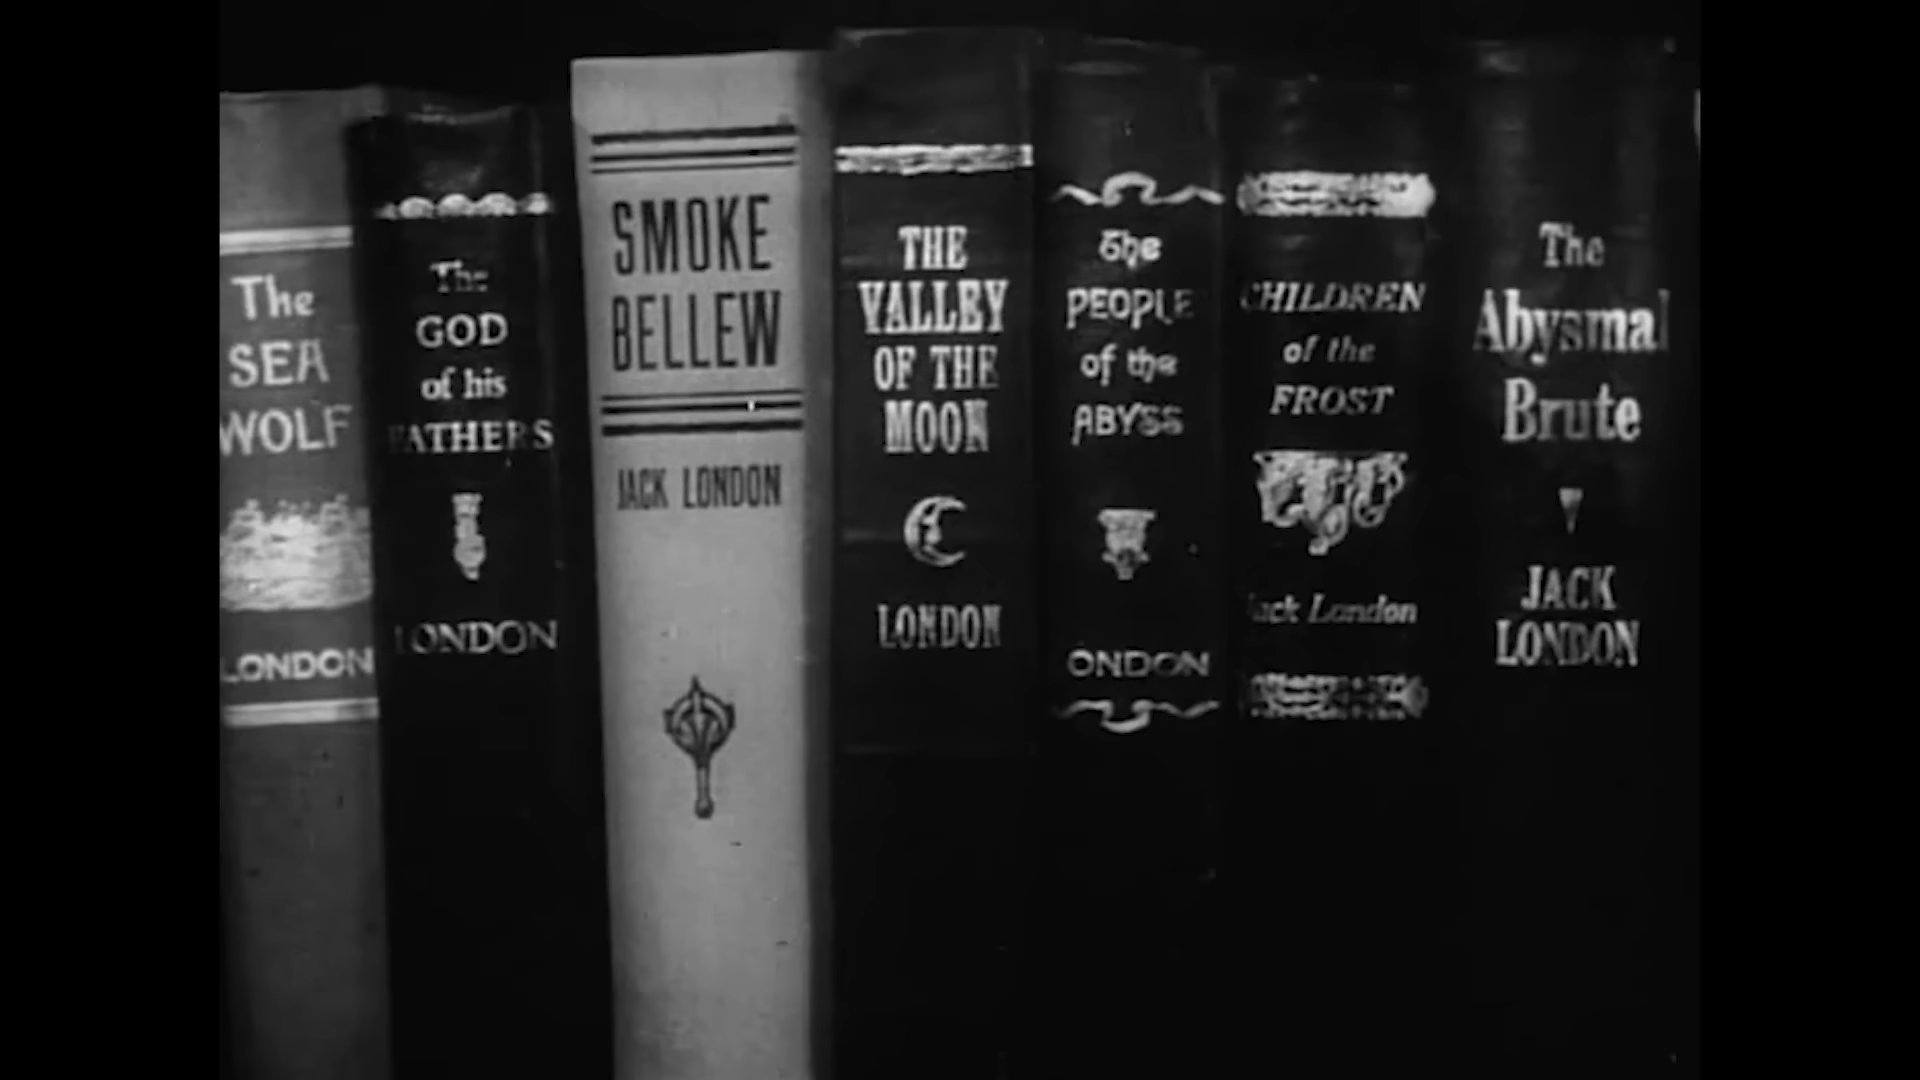 The
SEA
WOLF
LONDON
The
GOD
of his
FATHERS
LONDON
SMOKE
BELLEW
JACK LONDON
THE
VALLEY
OF THE
MOON
LONDON
The
PEOPLE
of the
ABYSS
ONDON
CHILDREN
of the
FROST
Jack London
The
Abysmal
Brute
JACK
LONDON